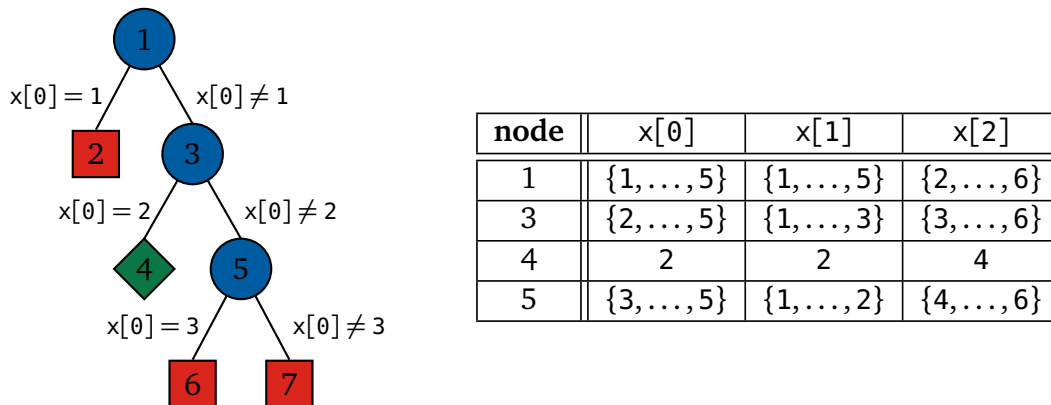 1
x[0] = 1 x[0] ≠ 1
2 3
x[0] = 2 x[0] ≠ 2
4 5
x[0] = 3 x[0] ≠ 3
6 7
node x[0] x[1] x[2]
1 {1,...,5} {1,...,5} {2,...,6}
3 {2,...,5} {1,...,3} {3,...,6}
4 2 2 4
5 {3,...,5} {1,...,2} {4,...,6}